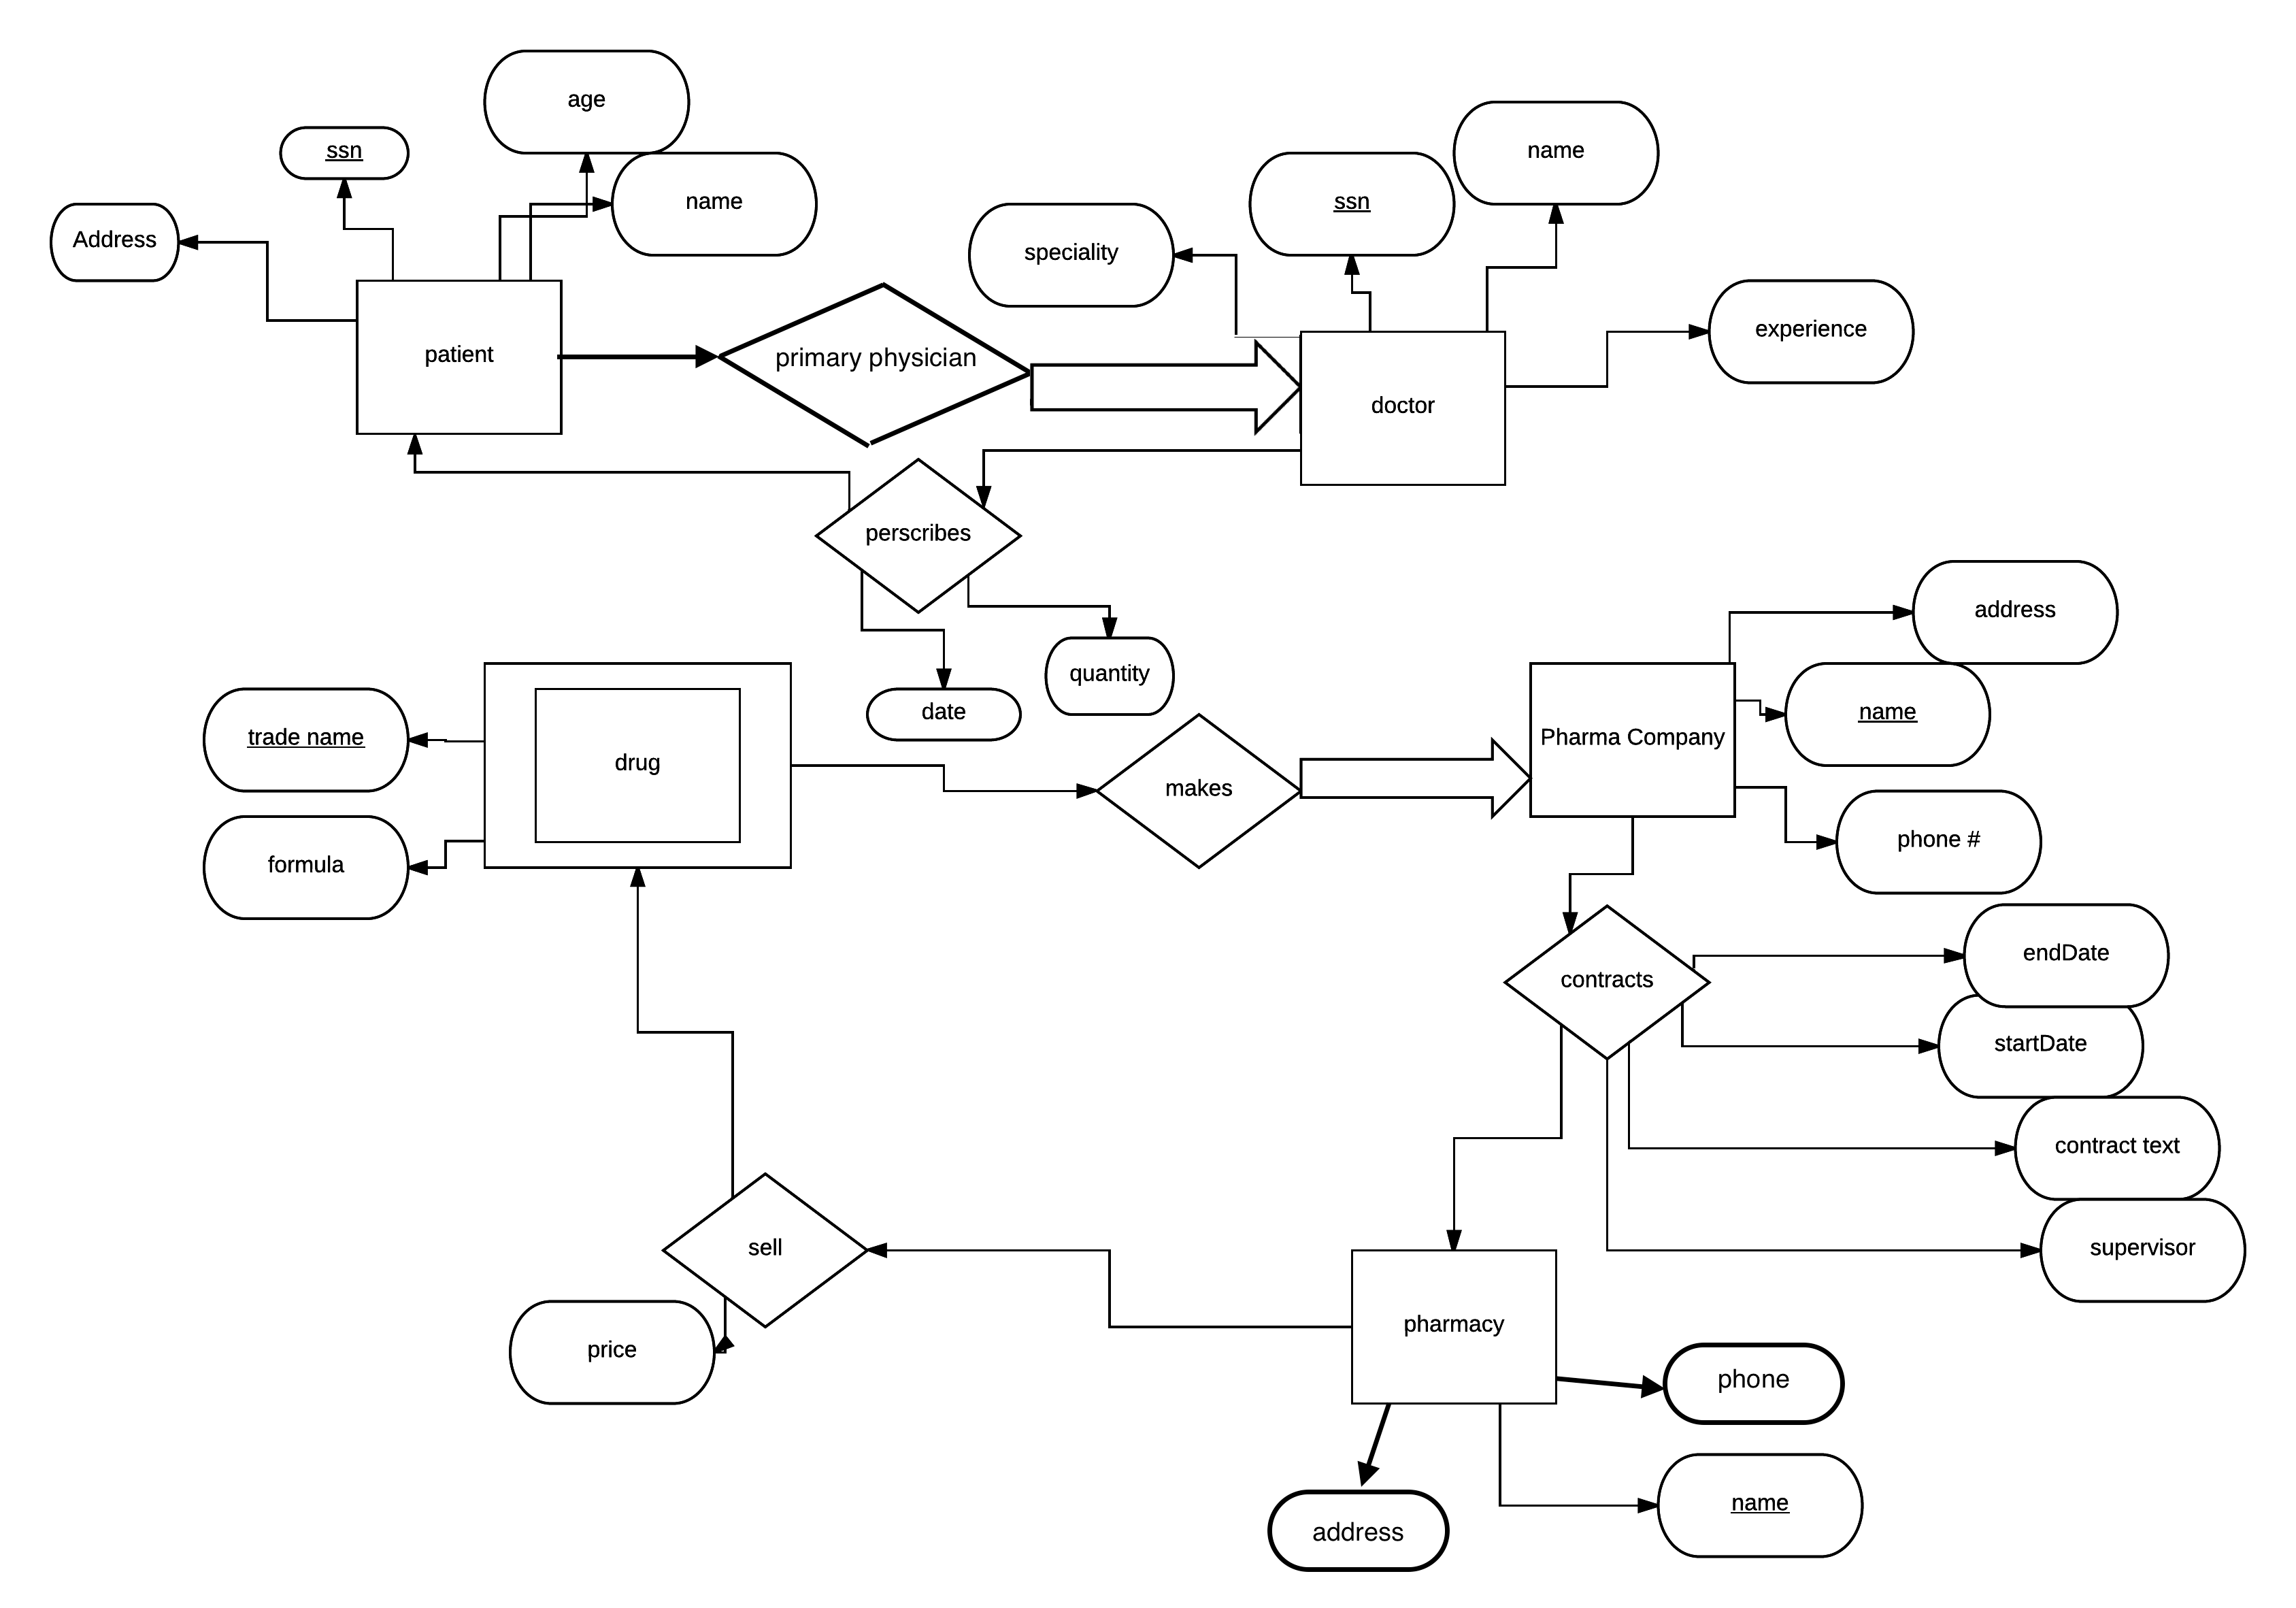 age
ssn
name
name
ssn
Address
speciality
experience
patient
primary physician
doctor
perscribes
address
quantity
date
name
trade name
drug
Pharma Company
makes
formula
phone #
endDate
contracts
startDate
contract text
sell
supervisor
price
pharmacy
phone
name
address